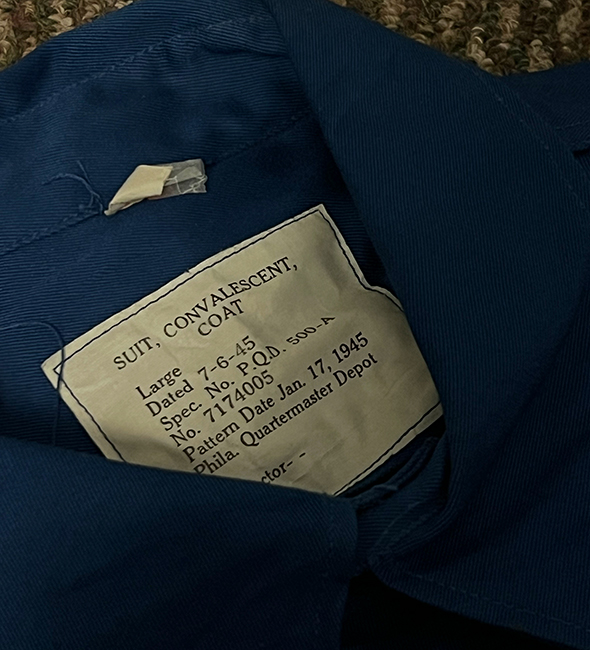 SUIT, CONVALESCENT,
COAT
Large
Dated 7-6-45
Spec. No. P.Q.D. 500-A
No. 7174005
Pattern Date Jan. 17, 1945
Phila. Quartermaster Depot